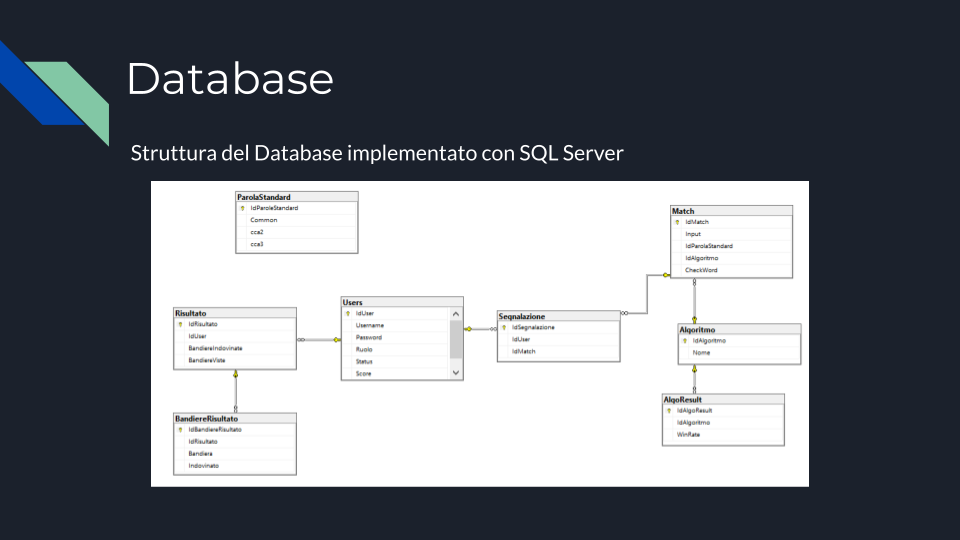 Database
Struttura del Database implementato con SQL Server
ParolaStandard
IdParoleStandard
Common
cca2
cca3
Match
IdMatch
Input
IdParolaStandard
IdAlgoritmo
CheckWord
Risultato
IdRisultato
IdUser
BandiereIndovinate
BandiereViste
Users
IdUser
Username
Password
Ruolo
Status
Score
Segnalazione
IdSegnalazione
IdUser
IdMatch
Algoritmo
IdAlgoritmo
Nome
BandiereRisultato
IdBandiereRisultato
IdRisultato
Bandiera
Indovinato
AlgoResult
IdAlgoResult
IdAlgoritmo
WinRate